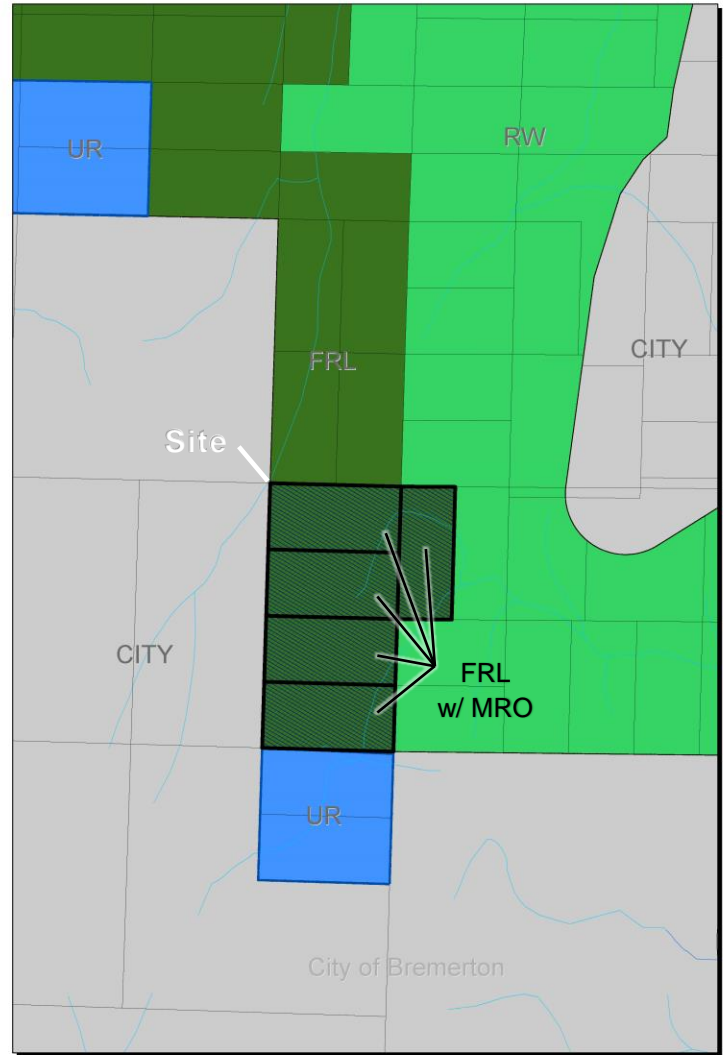 UR
RW
CITY
FRL
Site
CITY
FRL
w/ MRO
UR
City of Bremerton